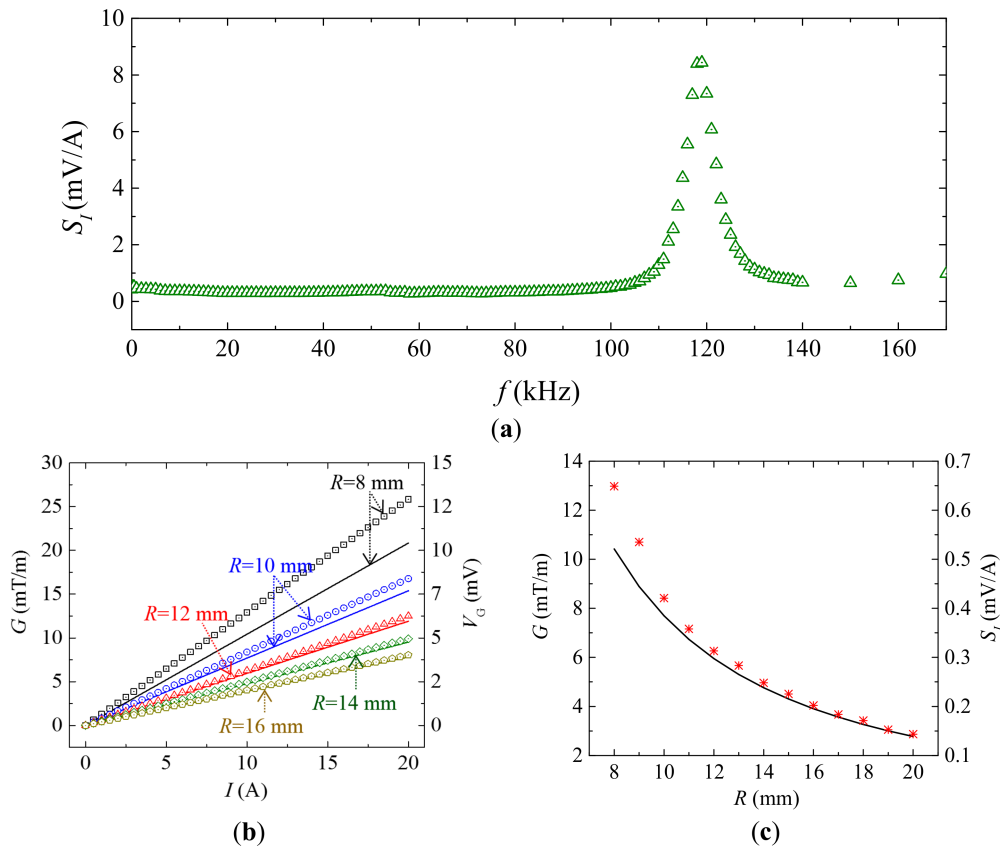 10
8
6
4
2
0
S_I (mV/A)
0 20 40 60 80 100 120 140 160
f (kHz)
(a)
30
25
20
15
10
5
0
G (mT/m)
15
13
10
7
5
2
0
V_G (mV)
R=8 mm
R=10 mm
R=12 mm
R=14 mm
R=16 mm
0 5 10 15 20
I (A)
(b)
14
12
10
8
6
4
2
G (mT/m)
0.7
0.6
0.5
0.4
0.3
0.2
0.1
S_I (mV/A)
8 10 12 14 16 18 20
R (mm)
(c)